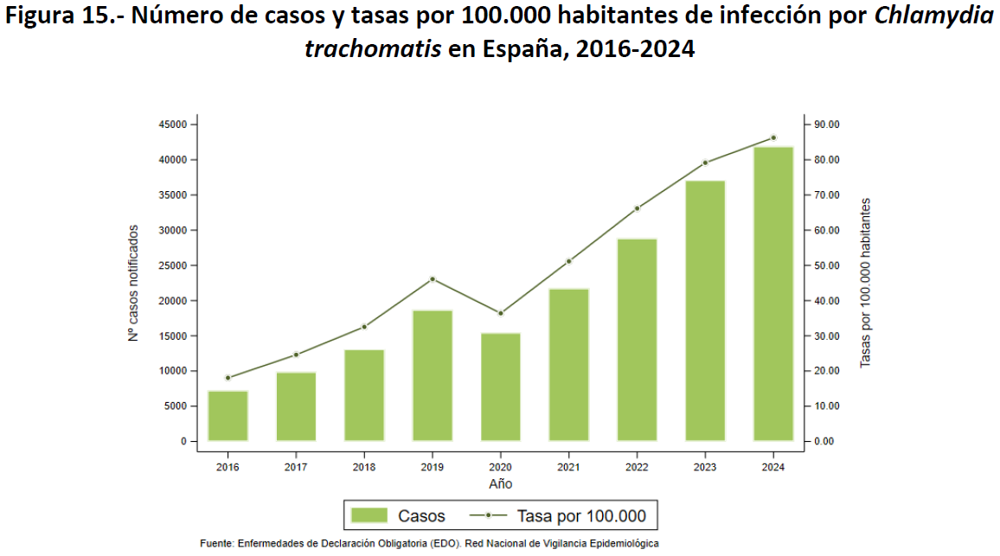 Figura 15.- Número de casos y tasas por 100.000 habitantes de infección por Chlamydia
trachomatis en España, 2016-2024
45000
40000
35000
30000
25000
20000
15000
10000
5000
0
Nº casos notificados
90.00
80.00
70.00
60.00
50.00
40.00
30.00
20.00
10.00
0.00
Tasas por 100.000 habitantes
2016 2017 2018 2019 2020 2021 2022 2023 2024
Año
Casos Tasa por 100.000
Fuente: Enfermedades de Declaración Obligatoria (EDO). Red Nacional de Vigilancia Epidemiológica